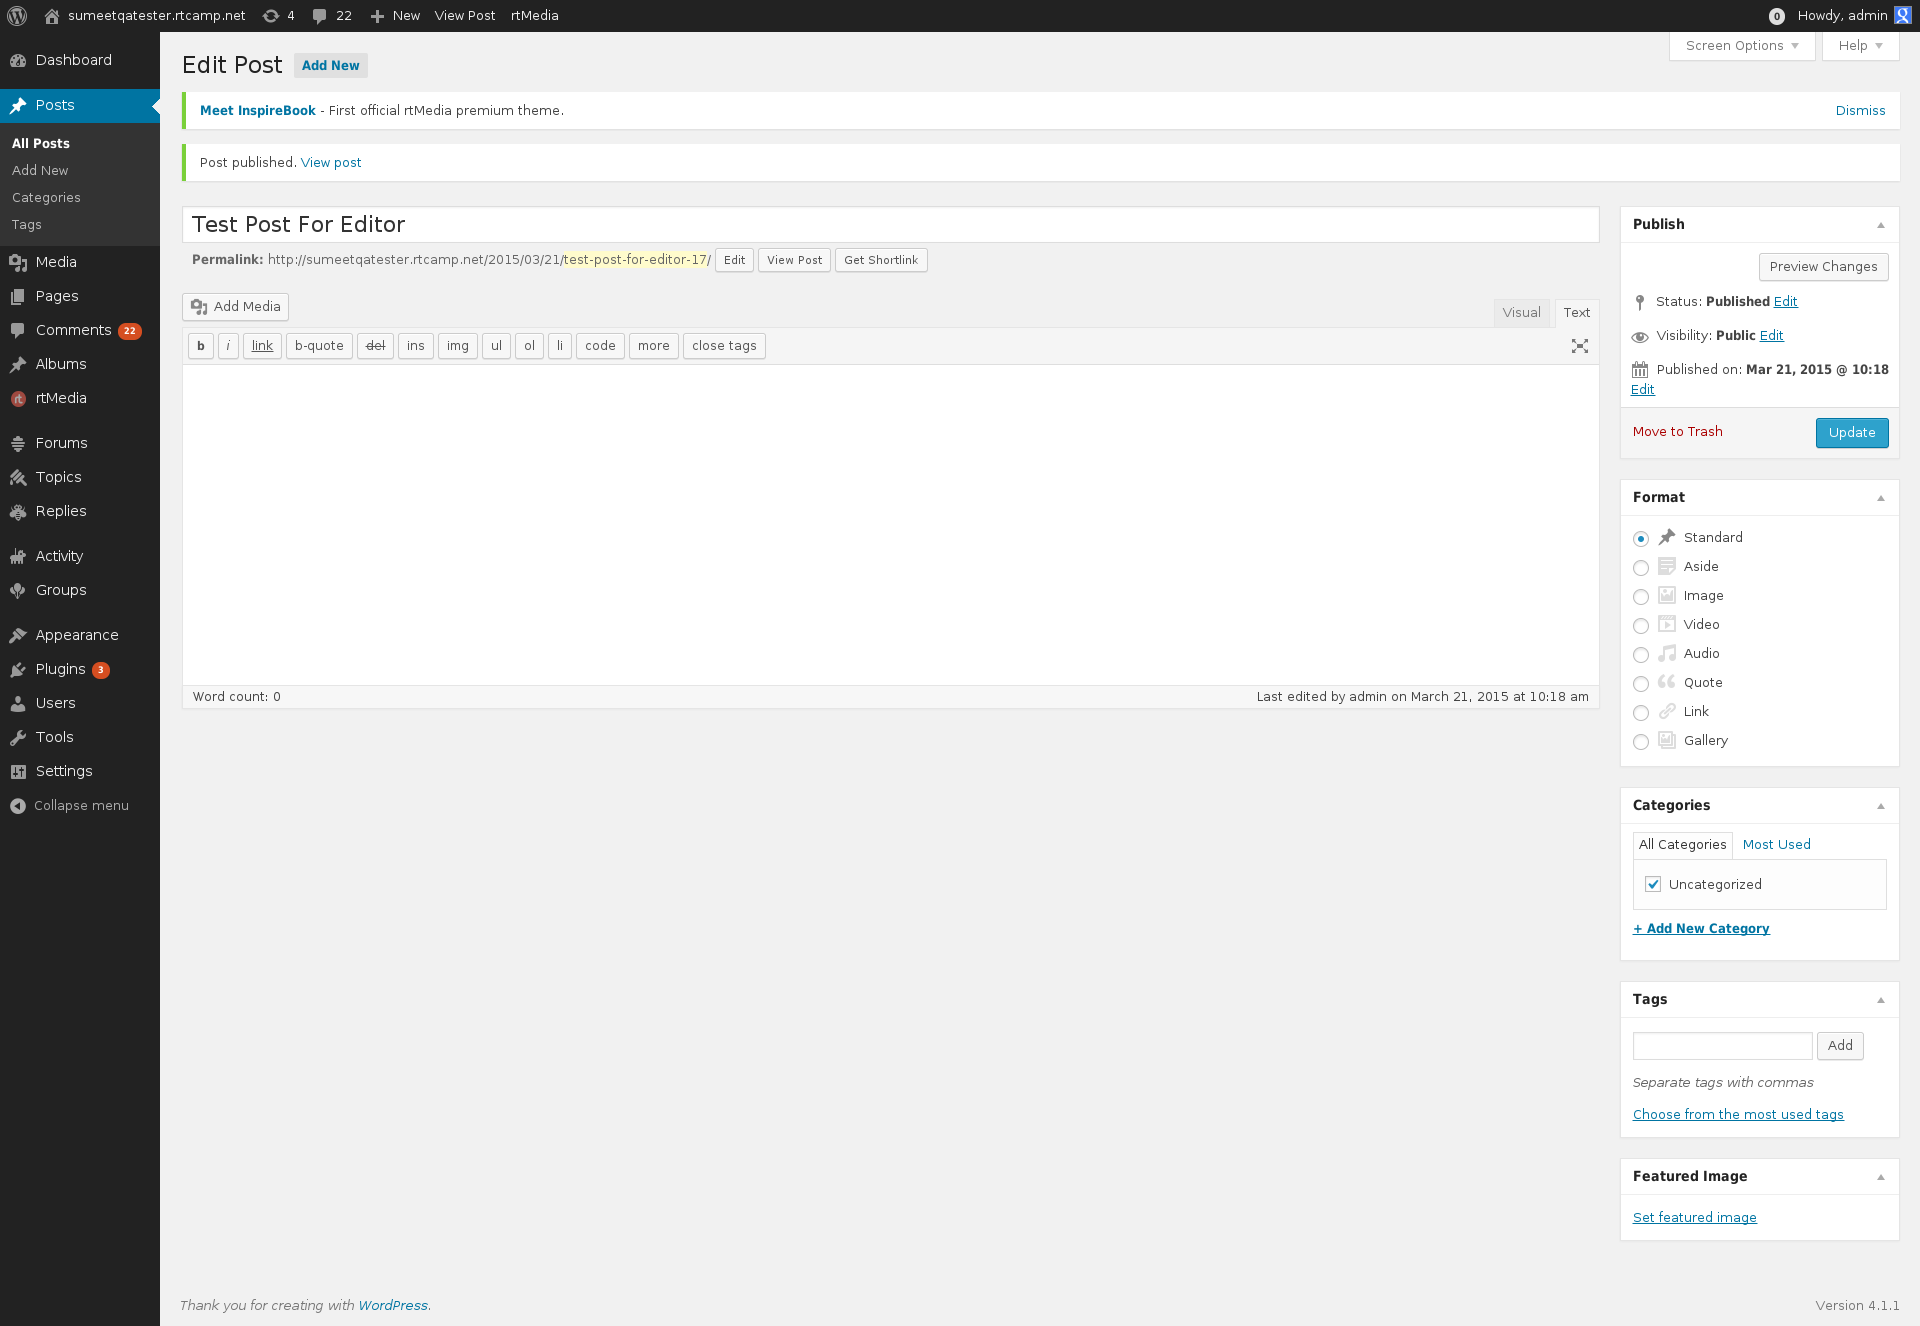 sumeetqatester.rtcamp.net 4 22 New View Post rtMedia 0 Howdy, admin
Dashboard
Posts
All Posts
Add New
Categories
Tags
Media
Pages
Comments 22
Albums
rtMedia
Forums
Topics
Replies
Activity
Groups
Appearance
Plugins 3
Users
Tools
Settings
Collapse menu
Screen Options Help
Edit Post Add New
Meet InspireBook - First official rtMedia premium theme. Dismiss
Post published. View post
Test Post For Editor
Permalink: http://sumeetqatester.rtcamp.net/2015/03/21/test-post-for-editor-17/ Edit View Post Get Shortlink
Add Media Visual Text
b i link b-quote del ins img ul ol li code more close tags
Word count: 0 Last edited by admin on March 21, 2015 at 10:18 am
Publish
Preview Changes
Status: Published Edit
Visibility: Public Edit
Published on: Mar 21, 2015 @ 10:18
Edit
Move to Trash Update
Format
Standard
Aside
Image
Video
Audio
Quote
Link
Gallery
Categories
All Categories Most Used
Uncategorized
+ Add New Category
Tags
Add
Separate tags with commas
Choose from the most used tags
Featured Image
Set featured image
Thank you for creating with WordPress. Version 4.1.1